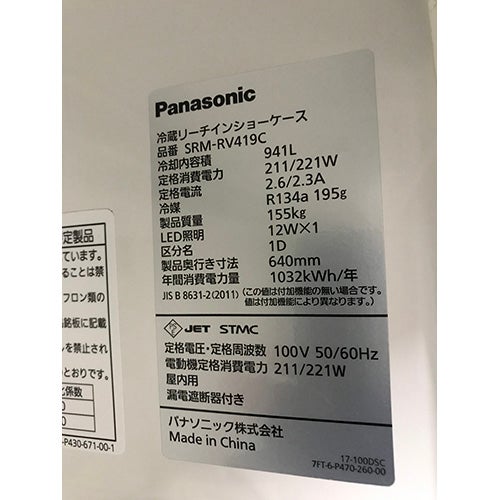 Panasonic
冷蔵リーチインショーケース
品番 SRM-RV419C
冷却内容積 941L
定格消費電力 211/221W
定格電流 2.6/2.3A
冷媒 R134a 195g
製品質量 155kg
LED照明 12W×1
区分名 1D
製品奥行き寸法 640mm
年間消費電力量 1032kWh/年
JIS B 8631-2(2011) (この値は付加機能の無い場合です。
値は付加機能により異なります。)
JET STMC
定格電圧・定格周波数 100V 50/60Hz
電動機定格消費電力 211/221W
屋内用
漏電遮断器付き
パナソニック株式会社
Made in China
17-100DSC
7FT-6-P470-260-00
定製品
ています。
ることは禁
フロン類の
銘板に記載
ルを禁止され
とおりです。
化係数
0
0
-P430-671-00-1